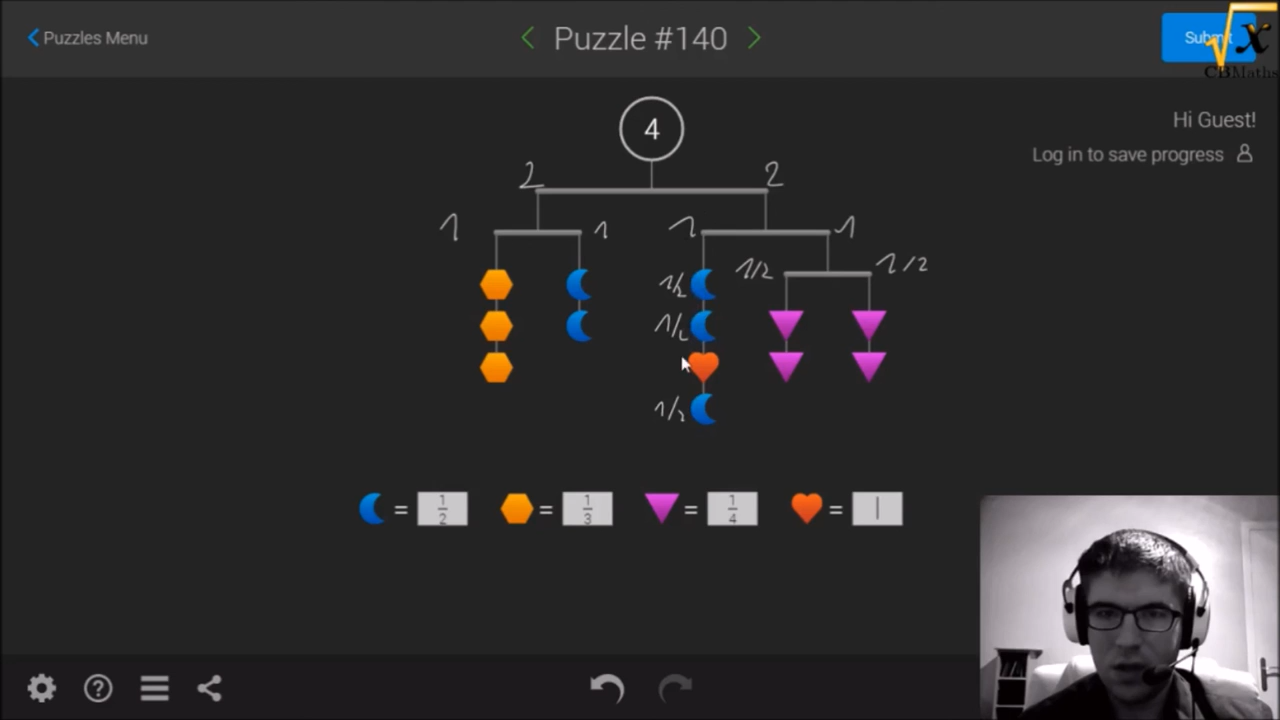 Puzzles Menu
Puzzle #140
Submit
√x
CBMaths
4
Hi Guest!
Log in to save progress
2 2
1 1 1 1
1/2 1/2 1/2
1/2
1/2
= 1/2 = 1/3 = 1/4 =
?